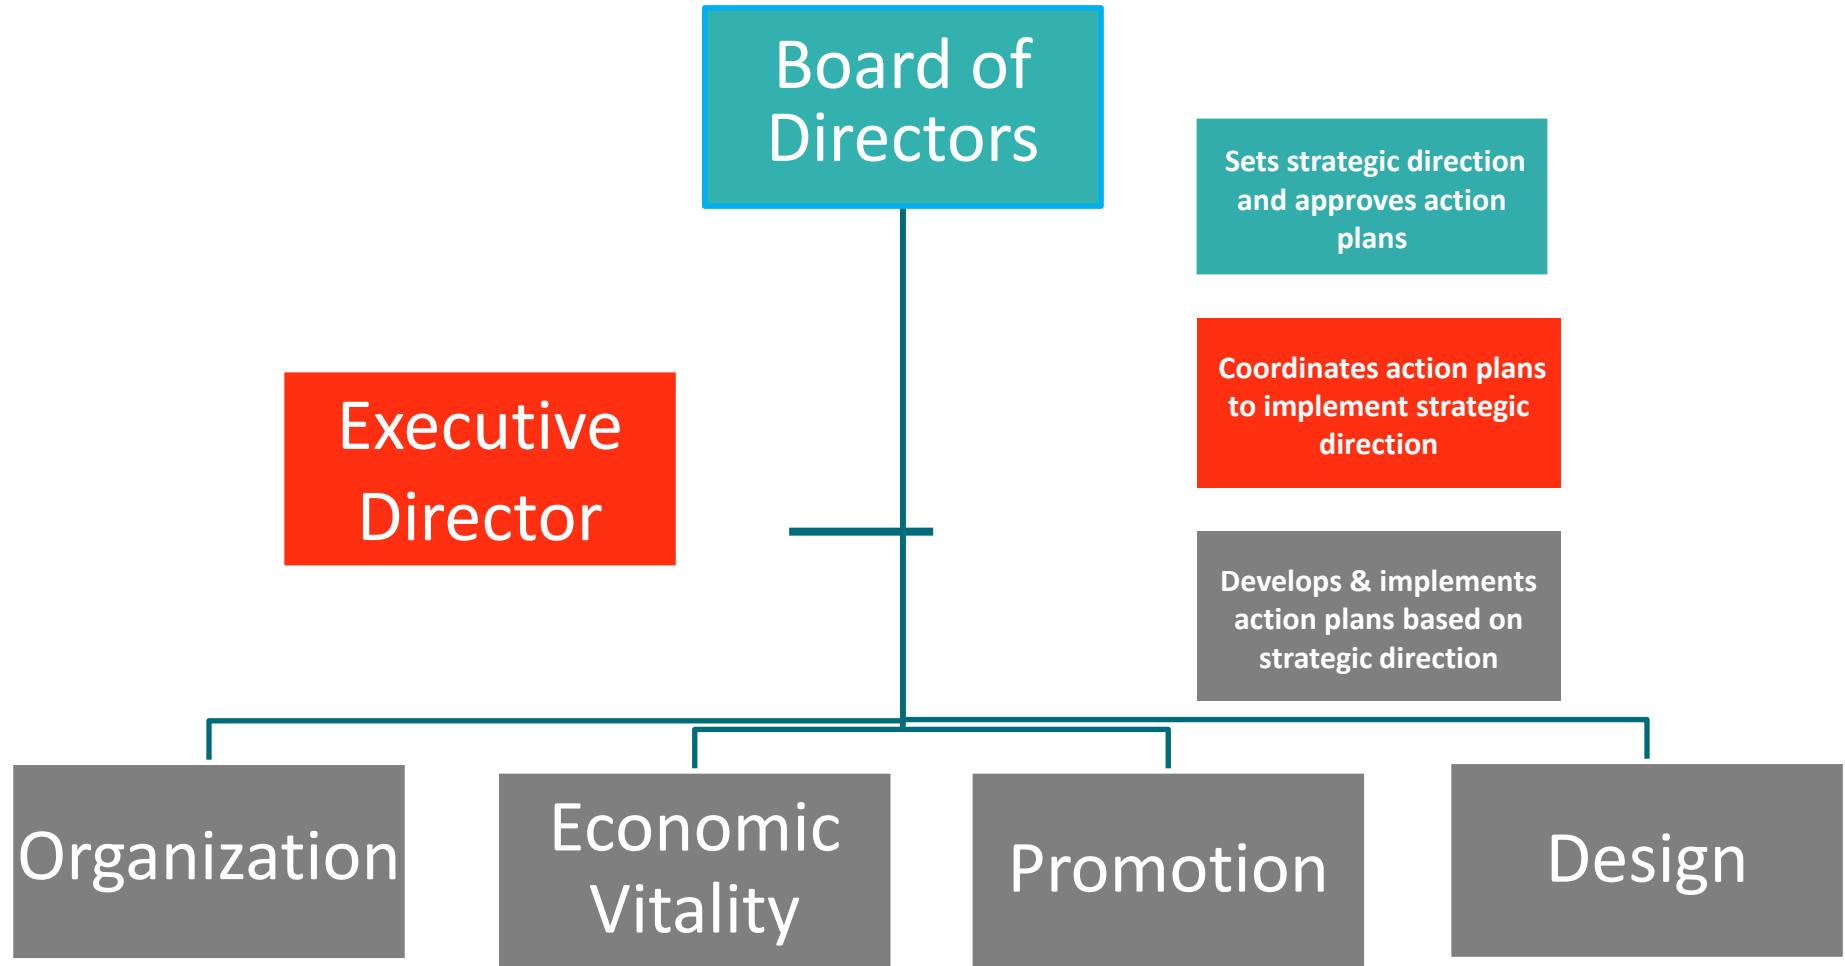 Board of
Directors
Sets strategic direction
and approves action
plans
Coordinates action plans
to implement strategic
direction
Executive
Director
Develops & implements
action plans based on
strategic direction
Organization
Economic
Vitality
Promotion
Design